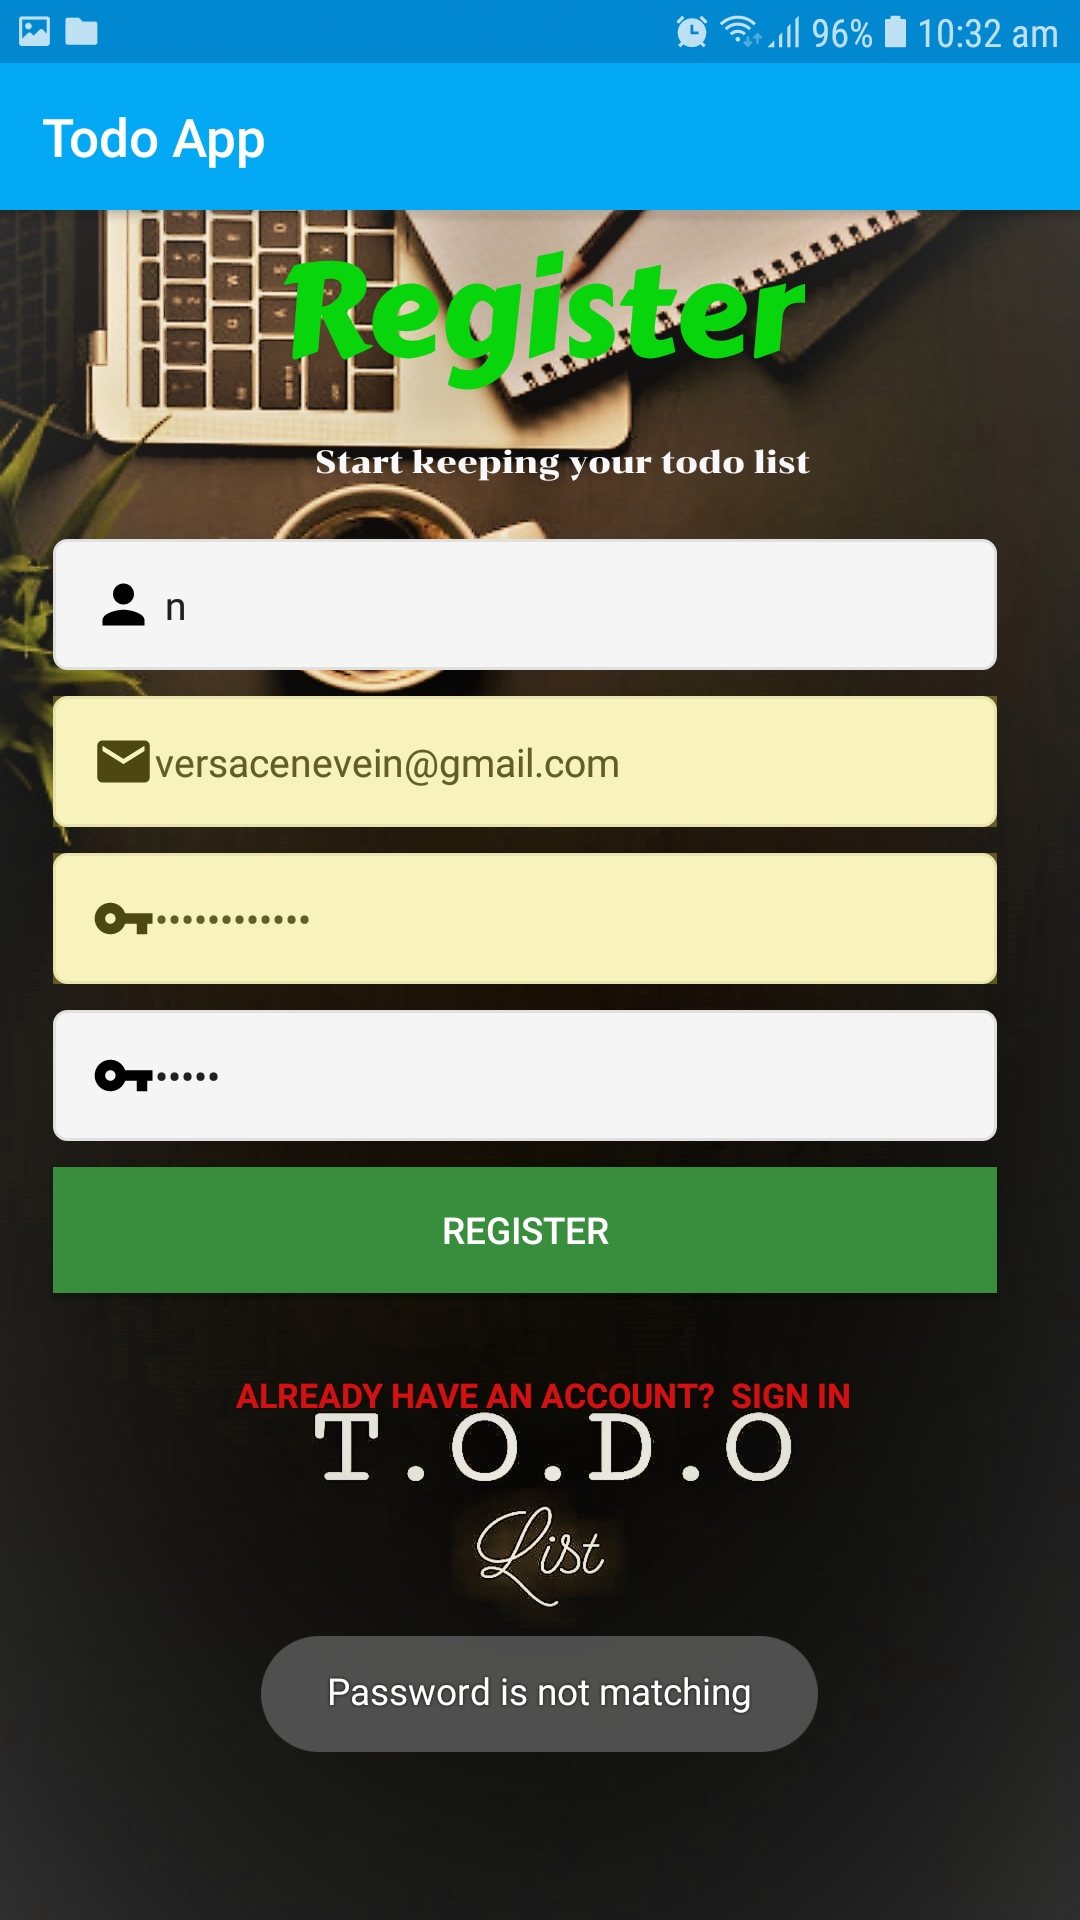 96% 10:32 am
Todo App
Register
Start keeping your todo list
n
versacenevein@gmail.com
••••••••••••
•••••
REGISTER
ALREADY HAVE AN ACCOUNT? SIGN IN
T.O.D.O
List
Password is not matching